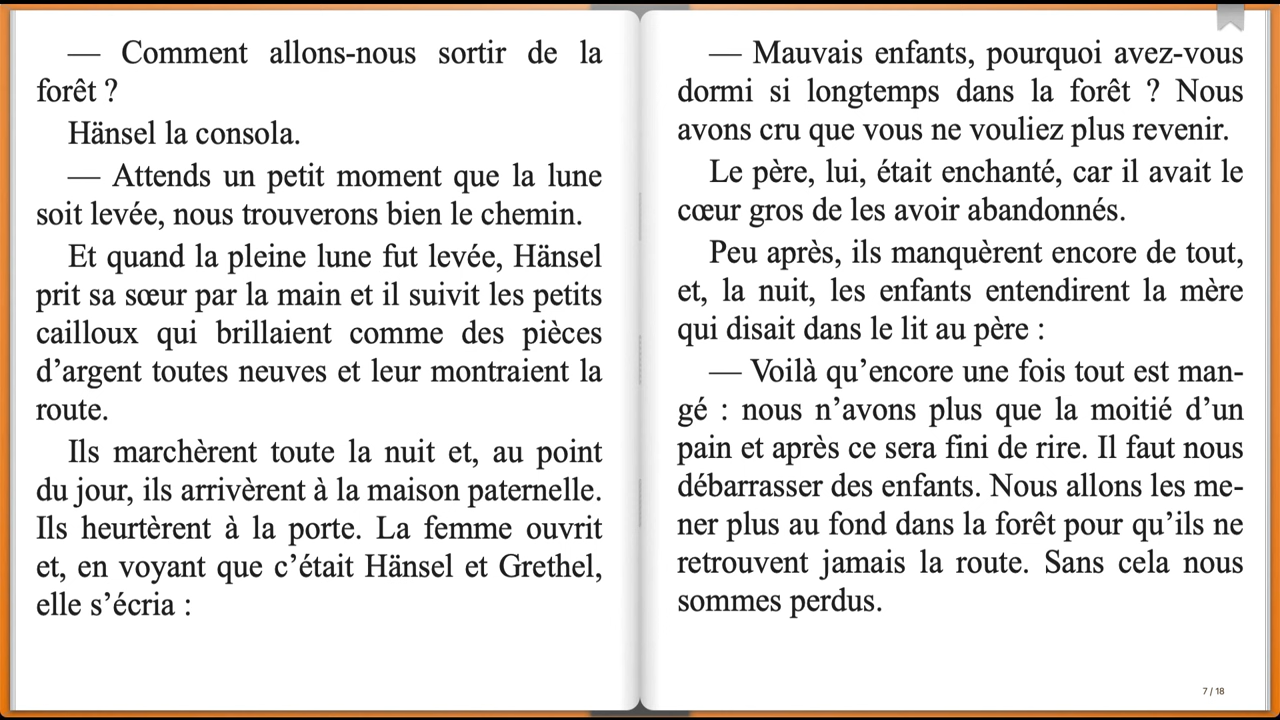 — Comment allons-nous sortir de la
forêt ?
Hänsel la consola.
— Attends un petit moment que la lune
soit levée, nous trouverons bien le chemin.
Et quand la pleine lune fut levée, Hänsel
prit sa sœur par la main et il suivit les petits
cailloux qui brillaient comme des pièces
d’argent toutes neuves et leur montraient la
route.
Ils marchèrent toute la nuit et, au point
du jour, ils arrivèrent à la maison paternelle.
Ils heurtèrent à la porte. La femme ouvrit
et, en voyant que c’était Hänsel et Grethel,
elle s’écria :
— Mauvais enfants, pourquoi avez-vous
dormi si longtemps dans la forêt ? Nous
avons cru que vous ne vouliez plus revenir.
Le père, lui, était enchanté, car il avait le
cœur gros de les avoir abandonnés.
Peu après, ils manquèrent encore de tout,
et, la nuit, les enfants entendirent la mère
qui disait dans le lit au père :
— Voilà qu’encore une fois tout est man-
gé : nous n’avons plus que la moitié d’un
pain et après ce sera fini de rire. Il faut nous
débarrasser des enfants. Nous allons les me-
ner plus au fond dans la forêt pour qu’ils ne
retrouvent jamais la route. Sans cela nous
sommes perdus.
7 / 18